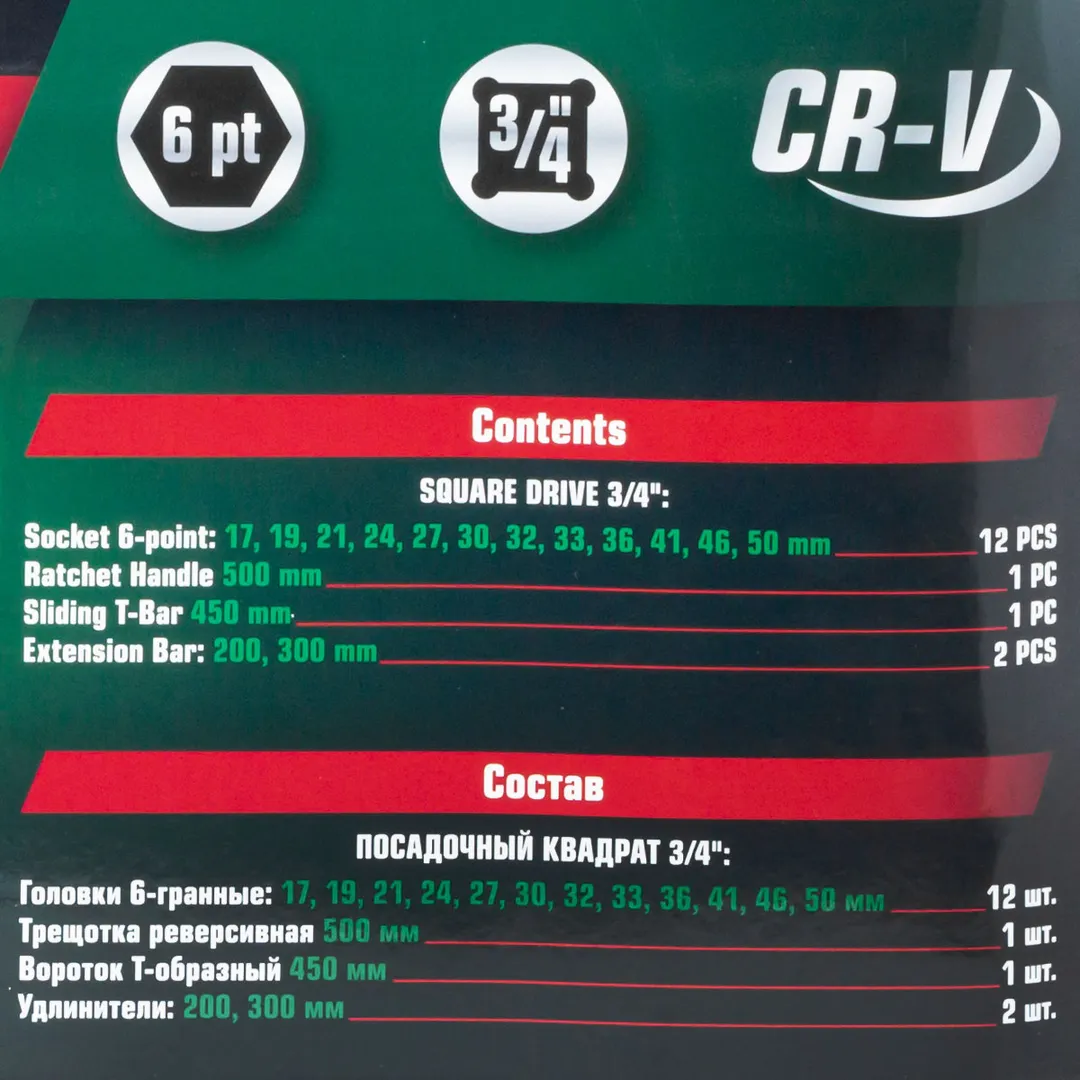 6 pt
3/4"
CR-V
Contents
SQUARE DRIVE 3/4":
Socket 6-point: 17, 19, 21, 24, 27, 30, 32, 33, 36, 41, 46, 50 mm 12 PCS
Ratchet Handle 500 mm 1 PC
Sliding T-Bar 450 mm 1 PC
Extension Bar: 200, 300 mm 2 PCS
Состав
ПОСАДОЧНЫЙ КВАДРАТ 3/4":
Головки 6-гранные: 17, 19, 21, 24, 27, 30, 32, 33, 36, 41, 46, 50 мм 12 шт.
Трещотка реверсивная 500 мм 1 шт.
Вороток Т-образный 450 мм 1 шт.
Удлинители: 200, 300 мм 2 шт.